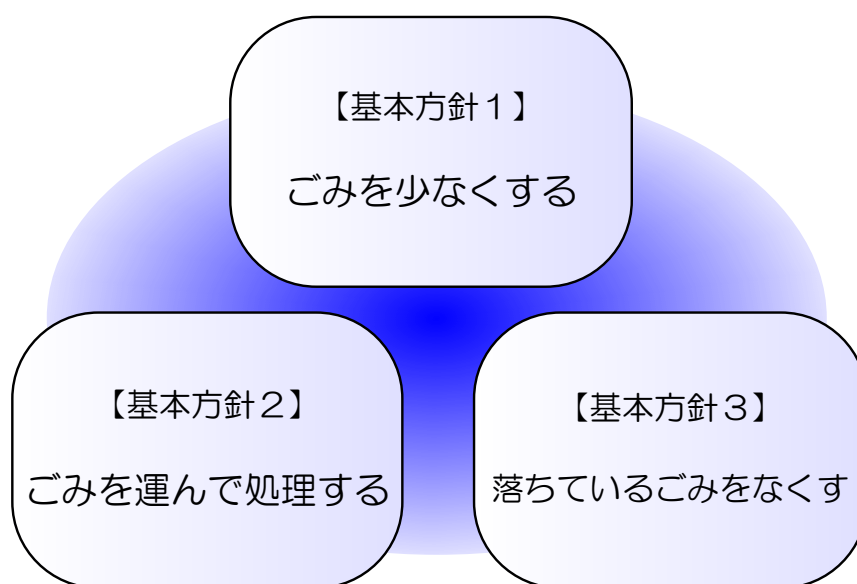 【基本方針１】
ごみを少なくする
【基本方針２】
ごみを運んで処理する
【基本方針３】
落ちているごみをなくす